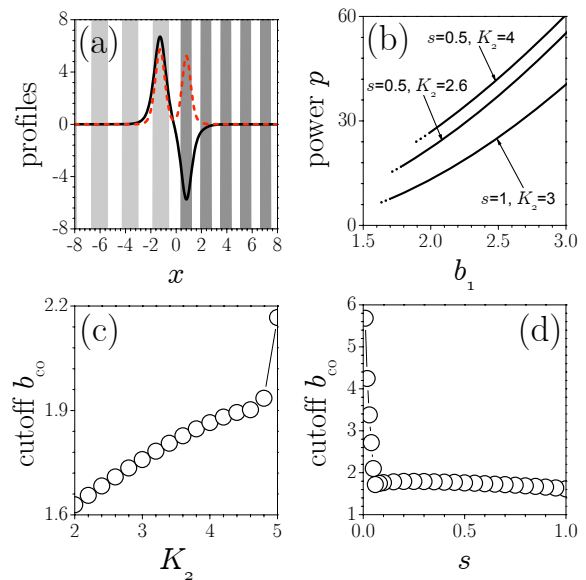 (a)
profiles
8
4
0
-4
-8
-8 -6 -4 -2 0 2 4 6 8
x
(b)
power p
60
30
0
s=0.5, K₂=4
s=0.5, K₂=2.6
s=1, K₂=3
1.5 2.0 2.5 3.0
b₁
(c)
cutoff b_co
2.2
1.9
1.6
2 3 4 5
K₂
(d)
cutoff b_co
6
5
4
3
2
1
0.0 0.5 1.0
s